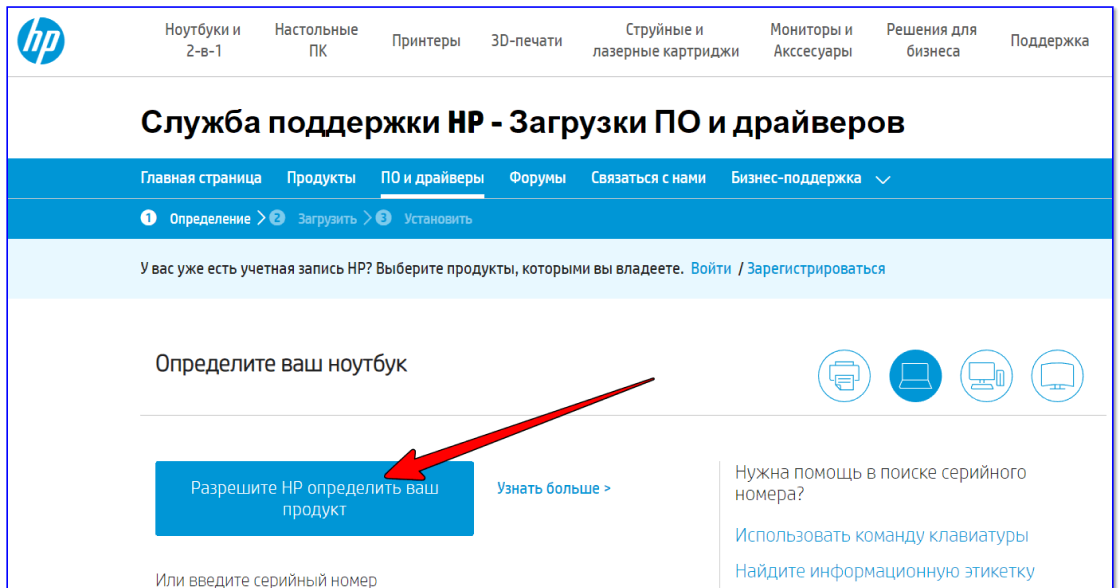 hp
Ноутбуки и
2-в-1
Настольные
ПК
Принтеры
3D-печати
Струйные и
лазерные картриджи
Мониторы и
Акссесуары
Решения для
бизнеса
Поддержка
Служба поддержки HP - Загрузки ПО и драйверов
Главная страница Продукты ПО и драйверы Форумы Связаться с нами Бизнес-поддержка
1 Определение > 2 Загрузить > 3 Установить
У вас уже есть учетная запись HP? Выберите продукты, которыми вы владеете. Войти / Зарегистрироваться
Определите ваш ноутбук
Разрешите HP определить ваш
продукт
Узнать больше >
Или введите серийный номер
Нужна помощь в поиске серийного
номера?
Использовать команду клавиатуры
Найдите информационную этикетку